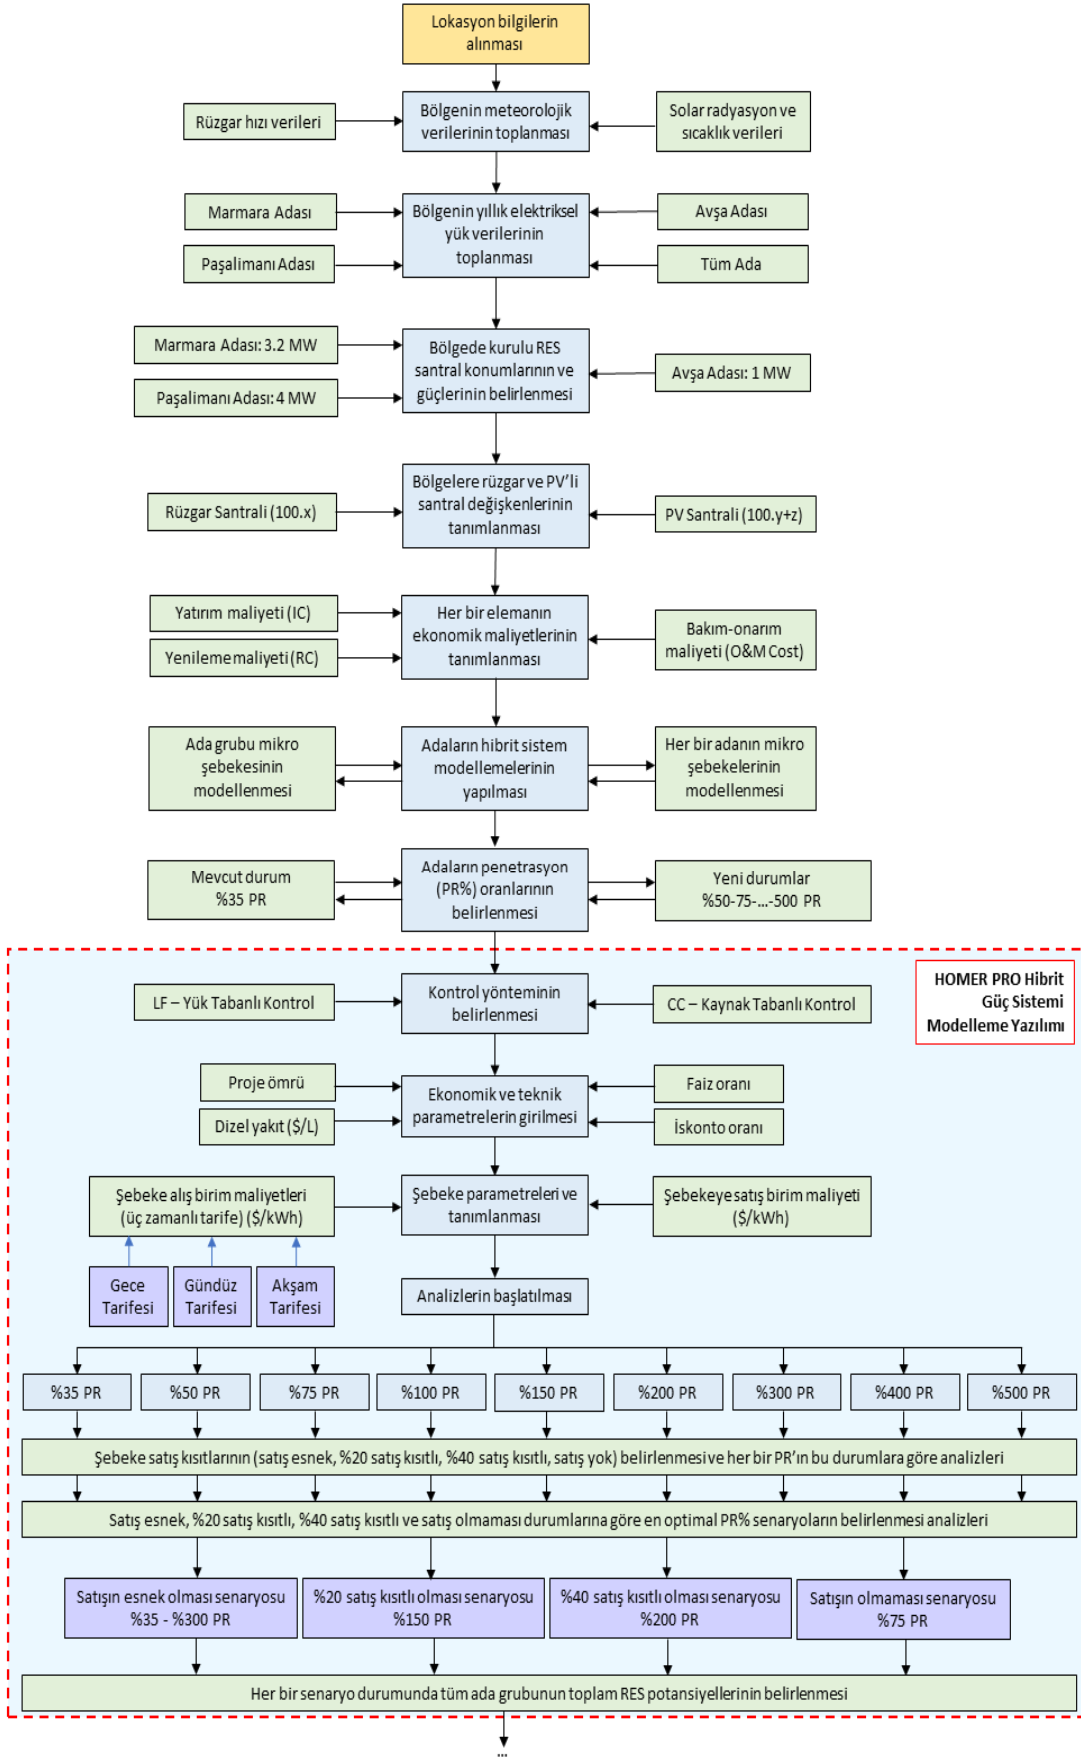 Lokasyon bilgilerin
alınması
Rüzgar hızı verileri
Bölgenin meteorolojik
verilerinin toplanması
Solar radyasyon ve
sıcaklık verileri
Marmara Adası
Paşalimanı Adası
Bölgenin yıllık elektriksel
yük verilerinin
toplanması
Avşa Adası
Tüm Ada
Marmara Adası: 3.2 MW
Paşalimanı Adası: 4 MW
Bölgede kurulu RES
santral konumlarının ve
güçlerinin belirlenmesi
Avşa Adası: 1 MW
Rüzgar Santrali (100.x)
Bölgelere rüzgar ve PV'li
santral değişkenlerinin
tanımlanması
PV Santrali (100.y+z)
Yatırım maliyeti (IC)
Yenileme maliyeti (RC)
Her bir elemanın
ekonomik maliyetlerinin
tanımlanması
Bakım-onarım
maliyeti (O&M Cost)
Ada grubu mikro
şebekesinin
modellenmesi
Adaların hibrit sistem
modellemelerinin
yapılması
Her bir adanın mikro
şebekelerinin
modellenmesi
Mevcut durum
%35 PR
Adaların penetrasyon
(PR%) oranlarının
belirlenmesi
Yeni durumlar
%50-75-...-500 PR
HOMER PRO Hibrit
Güç Sistemi
Modelleme Yazılımı
LF – Yük Tabanlı Kontrol
Kontrol yönteminin
belirlenmesi
CC – Kaynak Tabanlı Kontrol
Proje ömrü
Dizel yakıt ($/L)
Ekonomik ve teknik
parametrelerin girilmesi
Faiz oranı
İskonto oranı
Şebeke alış birim maliyetleri
(üç zamanlı tarife) ($/kWh)
Şebeke parametreleri ve
tanımlanması
Şebekeye satış birim maliyeti
($/kWh)
Gece
Tarifesi
Gündüz
Tarifesi
Akşam
Tarifesi
Analizlerin başlatılması
%35 PR
%50 PR
%75 PR
%100 PR
%150 PR
%200 PR
%300 PR
%400 PR
%500 PR
Şebeke satış kısıtlarının (satış esnek, %20 satış kısıtlı, %40 satış kısıtlı, satış yok) belirlenmesi ve her bir PR'ın bu durumlara göre analizleri
Satış esnek, %20 satış kısıtlı, %40 satış kısıtlı ve satış olmaması durumlarına göre en optimal PR% senaryoların belirlenmesi analizleri
Satışın esnek olması senaryosu
%35 - %300 PR
%20 satış kısıtlı olması senaryosu
%150 PR
%40 satış kısıtlı olması senaryosu
%200 PR
Satışın olmaması senaryosu
%75 PR
Her bir senaryo durumunda tüm ada grubunun toplam RES potansiyellerinin belirlenmesi
...